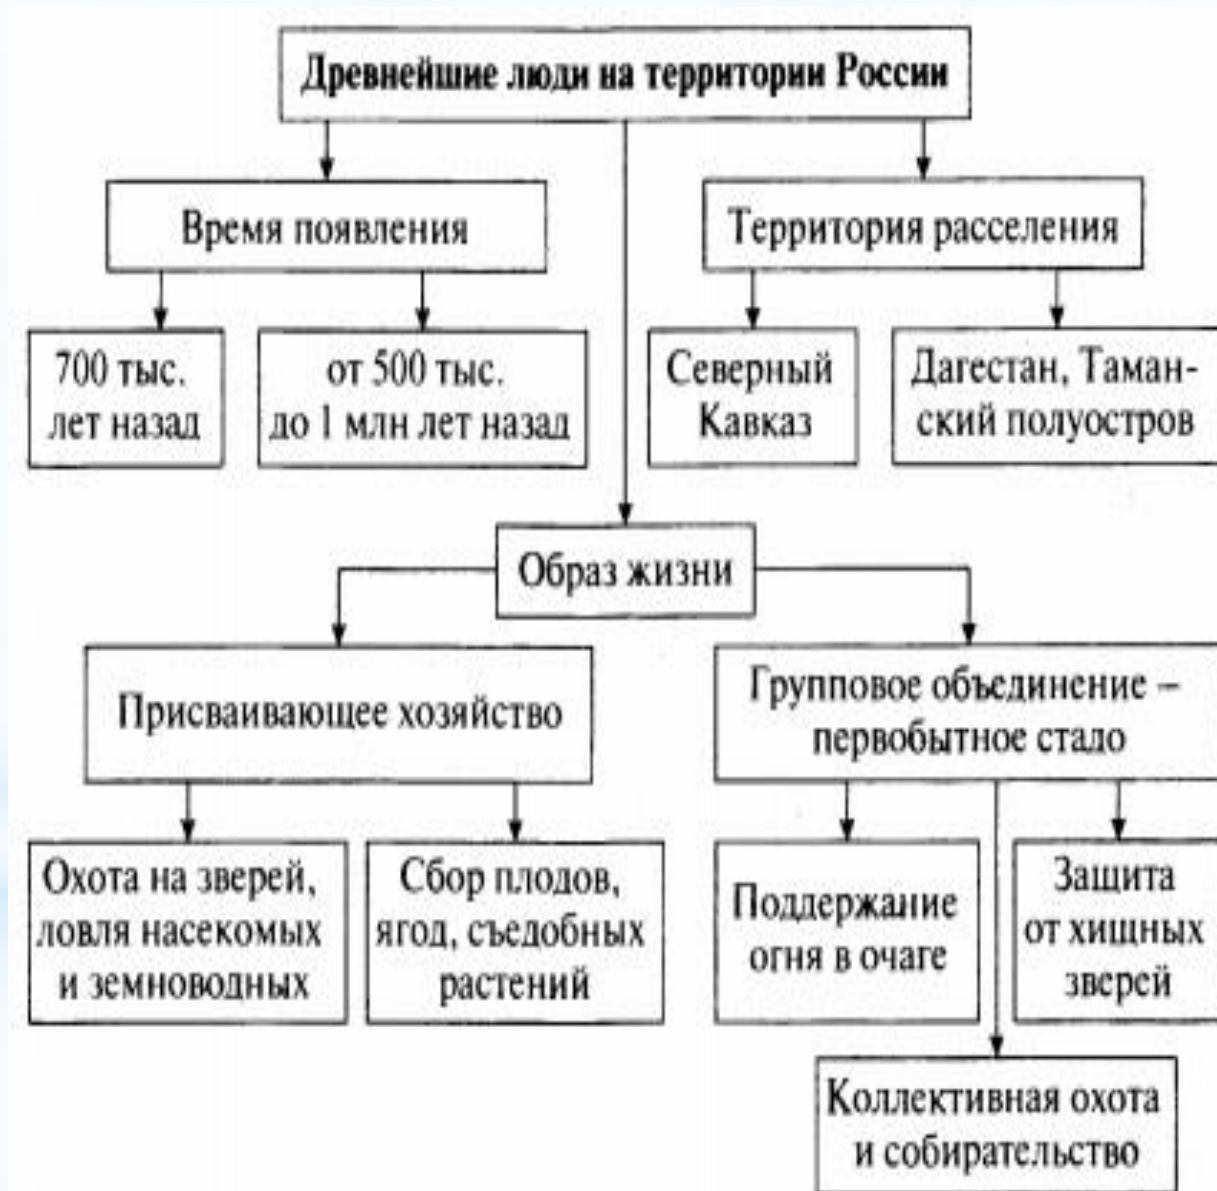 Древнейшие люди на территории России
Время появления
Территория расселения
700 тыс.
лет назад
от 500 тыс.
до 1 млн лет назад
Северный
Кавказ
Дагестан, Таман-
ский полуостров
Образ жизни
Присваивающее хозяйство
Групповое объединение –
первобытное стадо
Охота на зверей,
ловля насекомых
и земноводных
Сбор плодов,
ягод, съедобных
растений
Поддержание
огня в очаге
Защита
от хищных
зверей
Коллективная охота
и собирательство